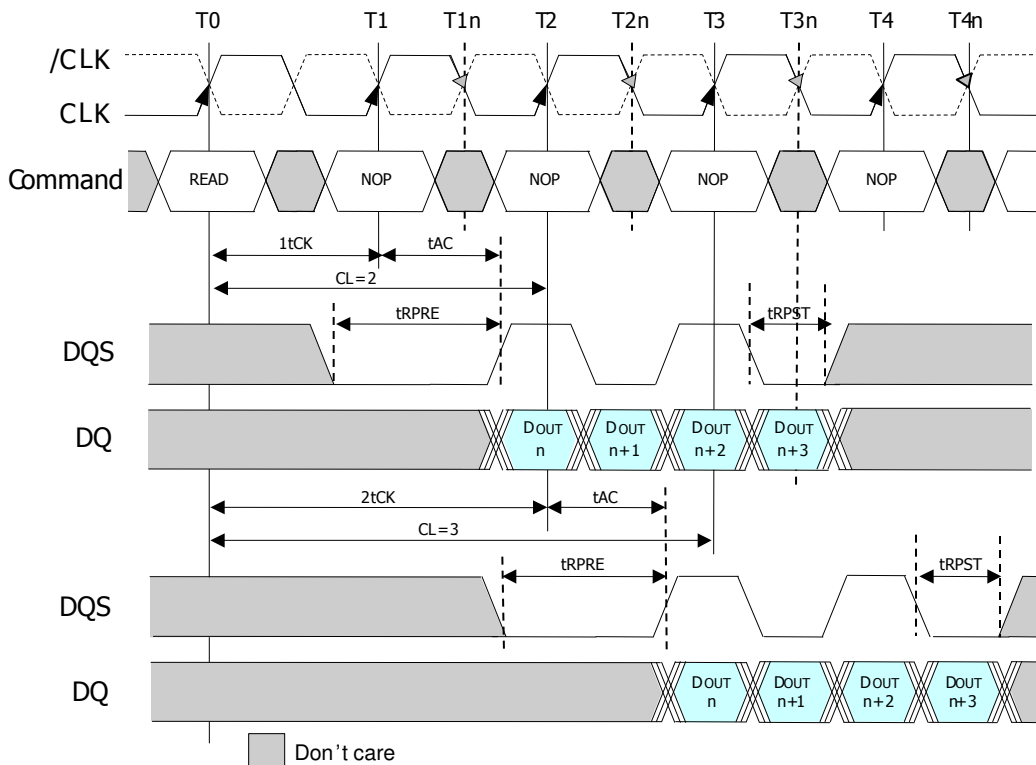 T0 T1 T1n T2 T2n T3 T3n T4 T4n
/CLK
CLK
Command READ NOP NOP NOP NOP
1tCK tAC
CL=2
tRPRE tRPST
DQS
DQ DOUT n DOUT n+1 DOUT n+2 DOUT n+3
2tCK tAC
CL=3
tRPRE tRPST
DQS
DQ DOUT n DOUT n+1 DOUT n+2 DOUT n+3
Don't care